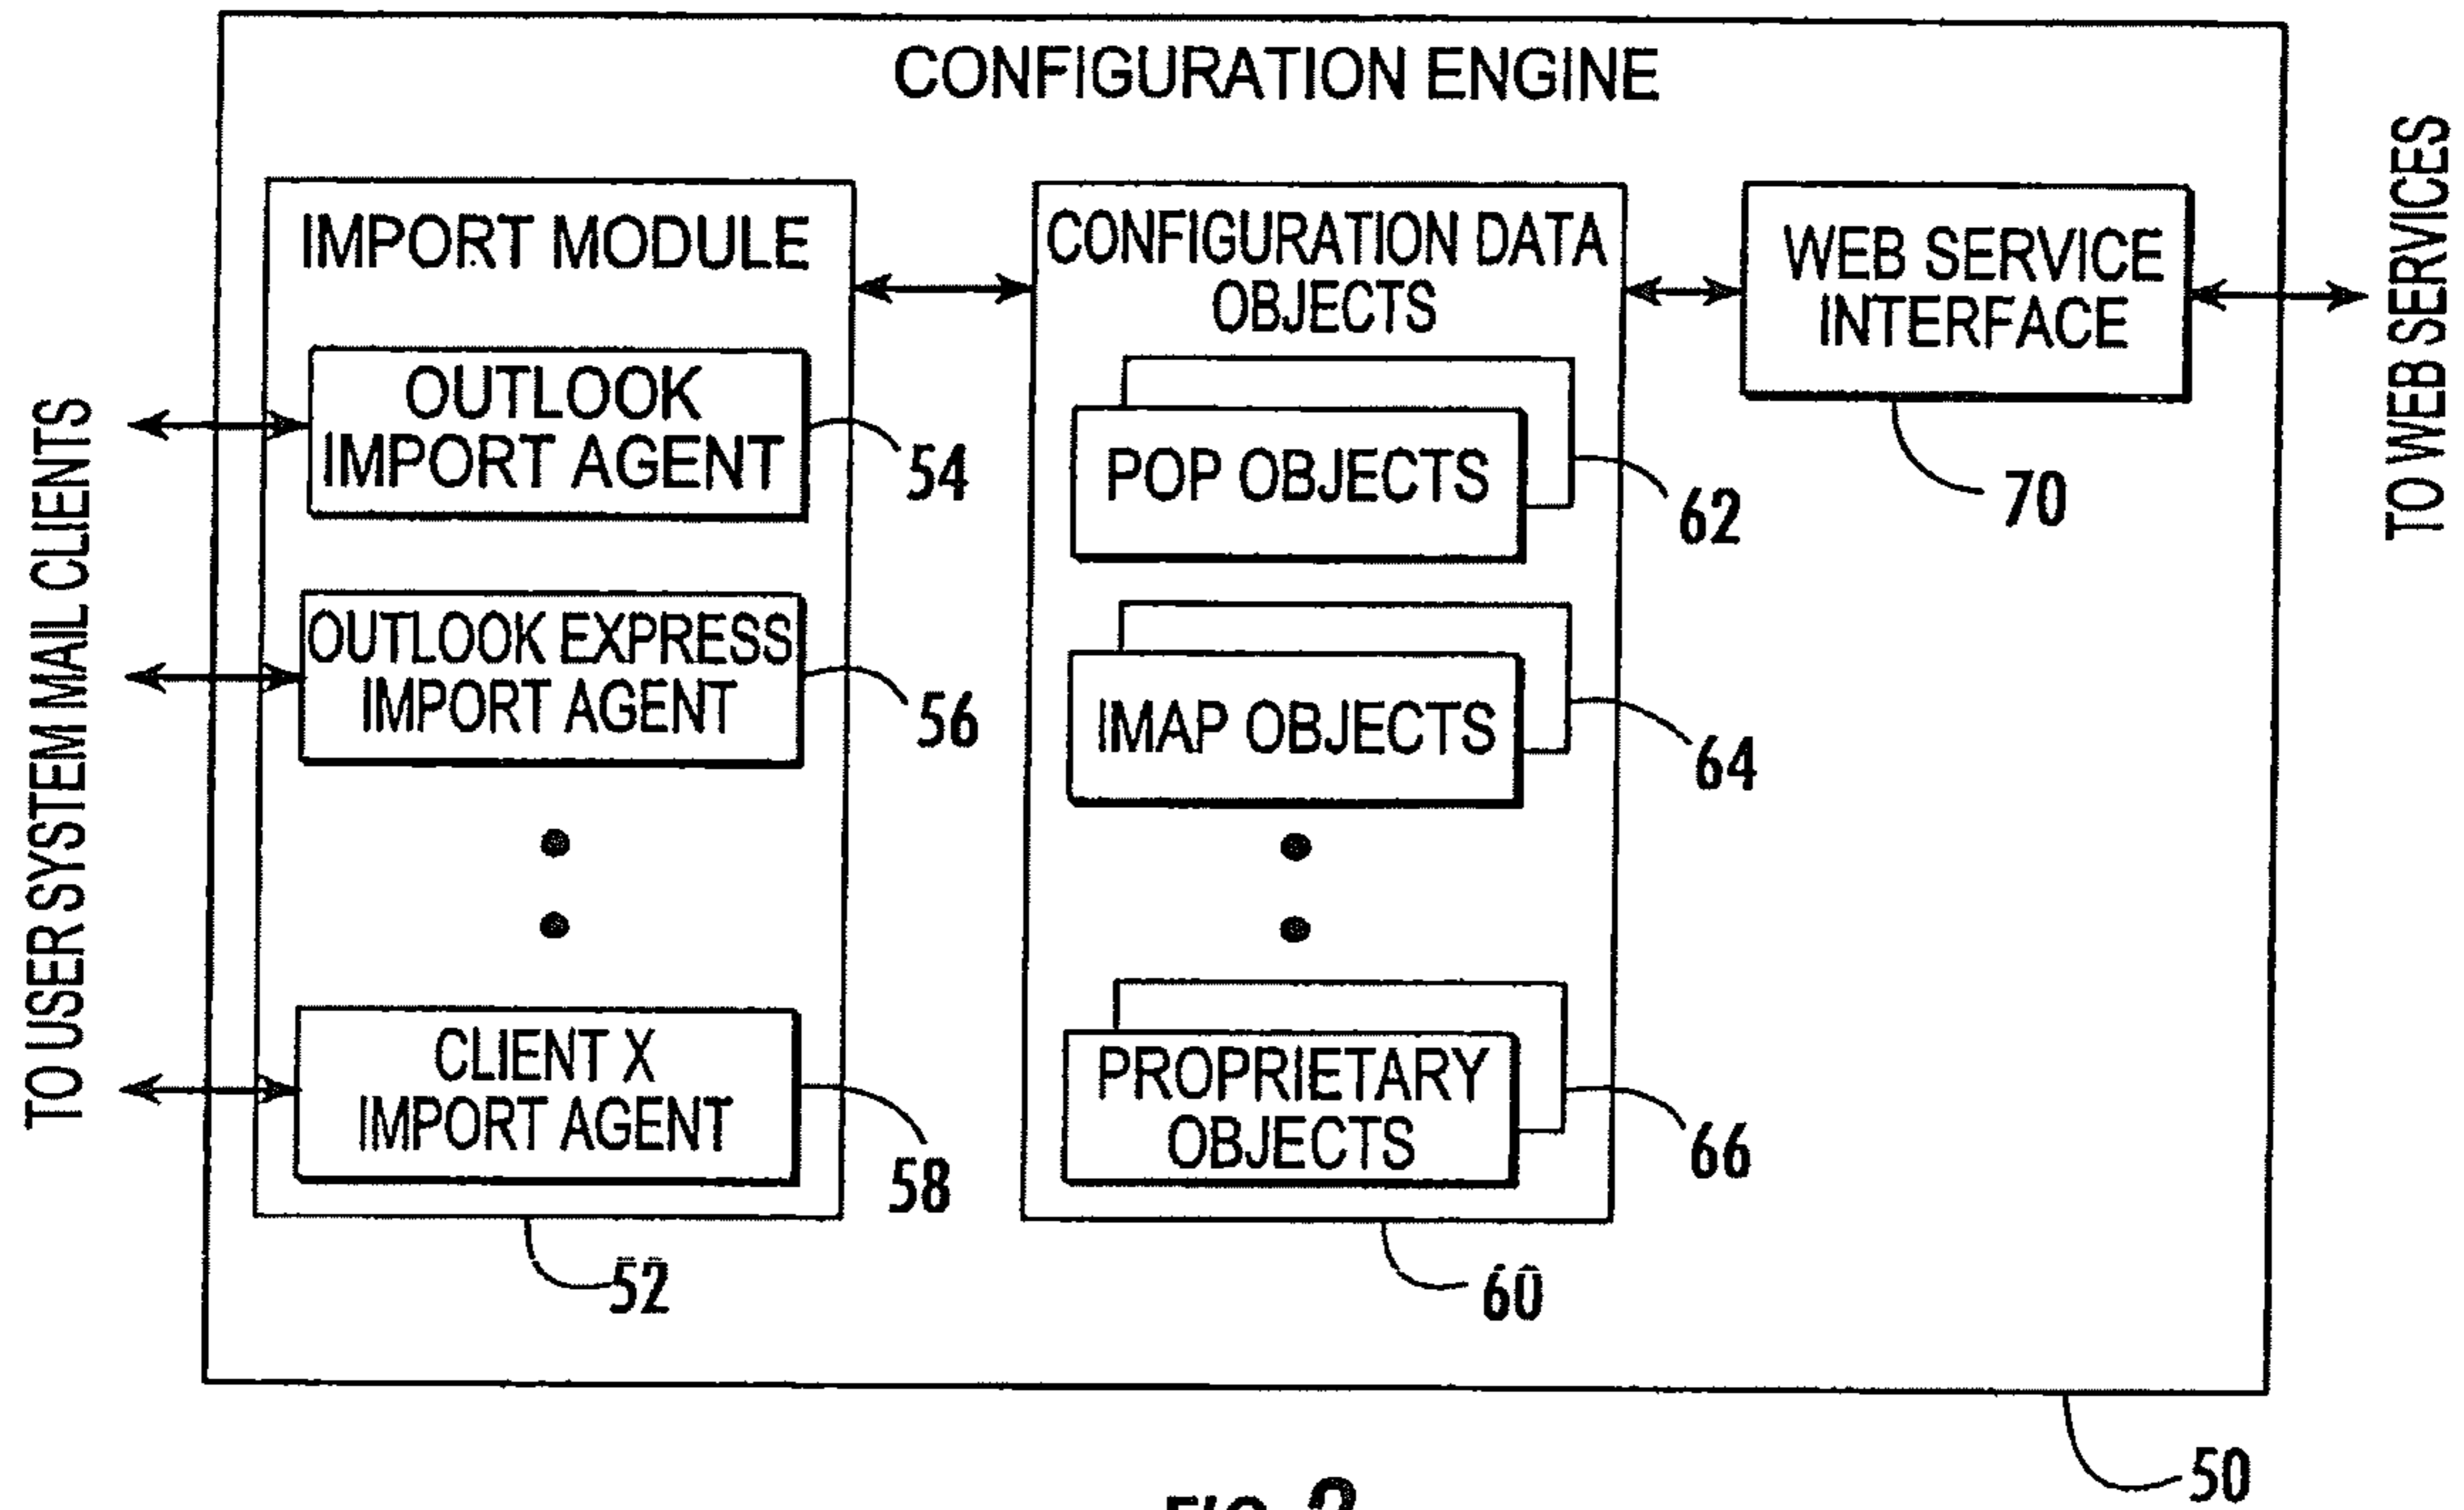 CONFIGURATION ENGINE
TO USER SYSTEM MAIL CLIENTS
IMPORT MODULE
OUTLOOK
IMPORT AGENT
54
OUTLOOK EXPRESS
IMPORT AGENT
56
CLIENT X
IMPORT AGENT
58
52
CONFIGURATION DATA
OBJECTS
POP OBJECTS
62
IMAP OBJECTS
64
PROPRIETARY
OBJECTS
66
60
WEB SERVICE
INTERFACE
70
TO WEB SERVICES
50